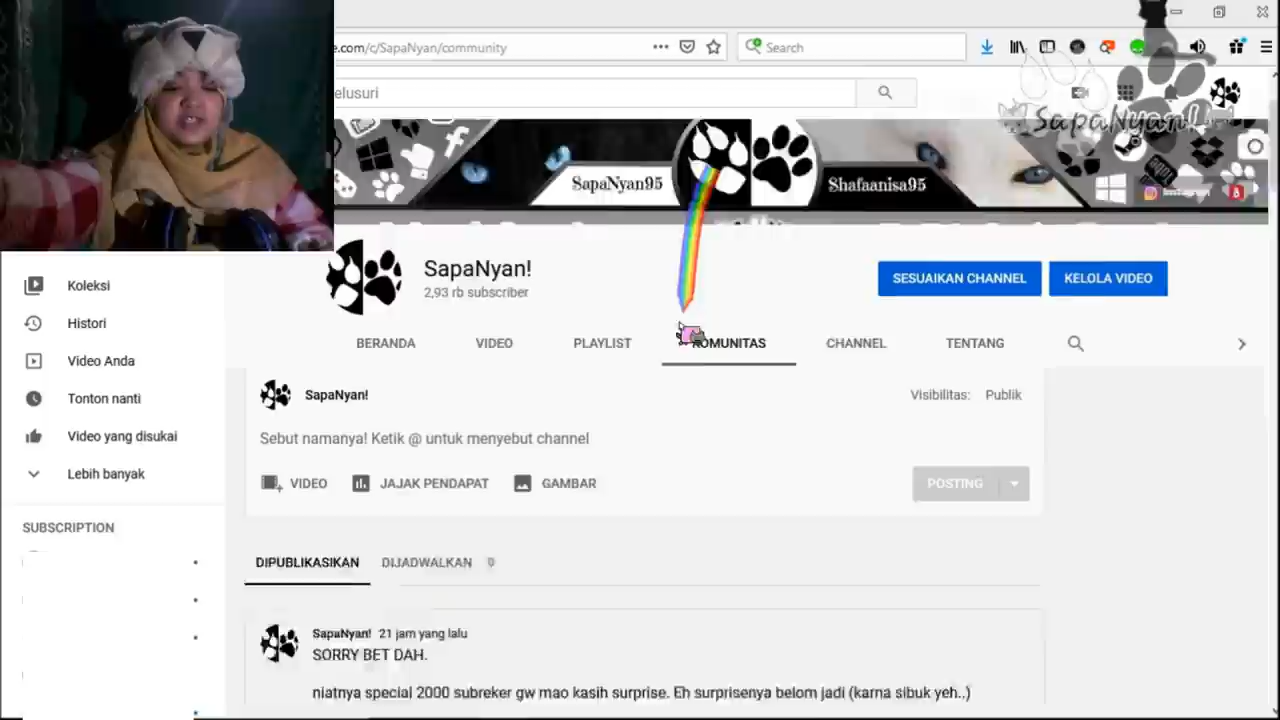 e.com/c/SapaNyan/community
Search
elusuri
SapaNyan!
SapaNyan95
Shafaanisa95
Instagram
SapaNyan!
2,93 rb subscriber
SESUAIKAN CHANNEL
KELOLA VIDEO
BERANDA VIDEO PLAYLIST KOMUNITAS CHANNEL TENTANG
Koleksi
Histori
Video Anda
Tonton nanti
Video yang disukai
Lebih banyak
SUBSCRIPTION
SapaNyan!
Visibilitas: Publik
Sebut namanya! Ketik @ untuk menyebut channel
VIDEO JAJAK PENDAPAT GAMBAR
POSTING
DIPUBLIKASIKAN DIJADWALKAN 0
SapaNyan! 21 jam yang lalu
SORRY BET DAH.
niatnya special 2000 subreker gw mao kasih surprise. Eh surprisenya belom jadi (karna sibuk yeh..)